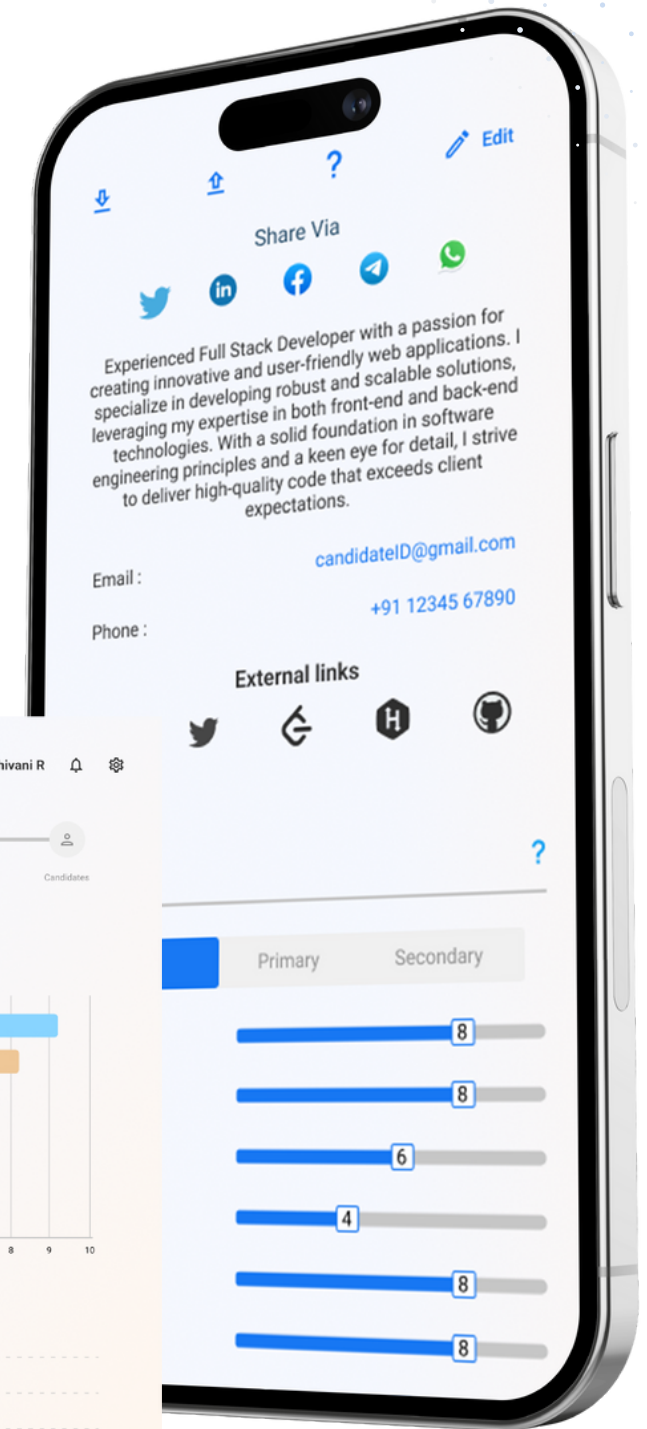 Edit
Share Via
Experienced Full Stack Developer with a passion for
creating innovative and user-friendly web applications. I
specialize in developing robust and scalable solutions,
leveraging my expertise in both front-end and back-end
technologies. With a solid foundation in software
engineering principles and a keen eye for detail, I strive
to deliver high-quality code that exceeds client
expectations.
Email : candidateID@gmail.com
Phone : +91 12345 67890
External links
?
Primary Secondary
8
8
6
4
8
8
R
Candidates
8 9 10